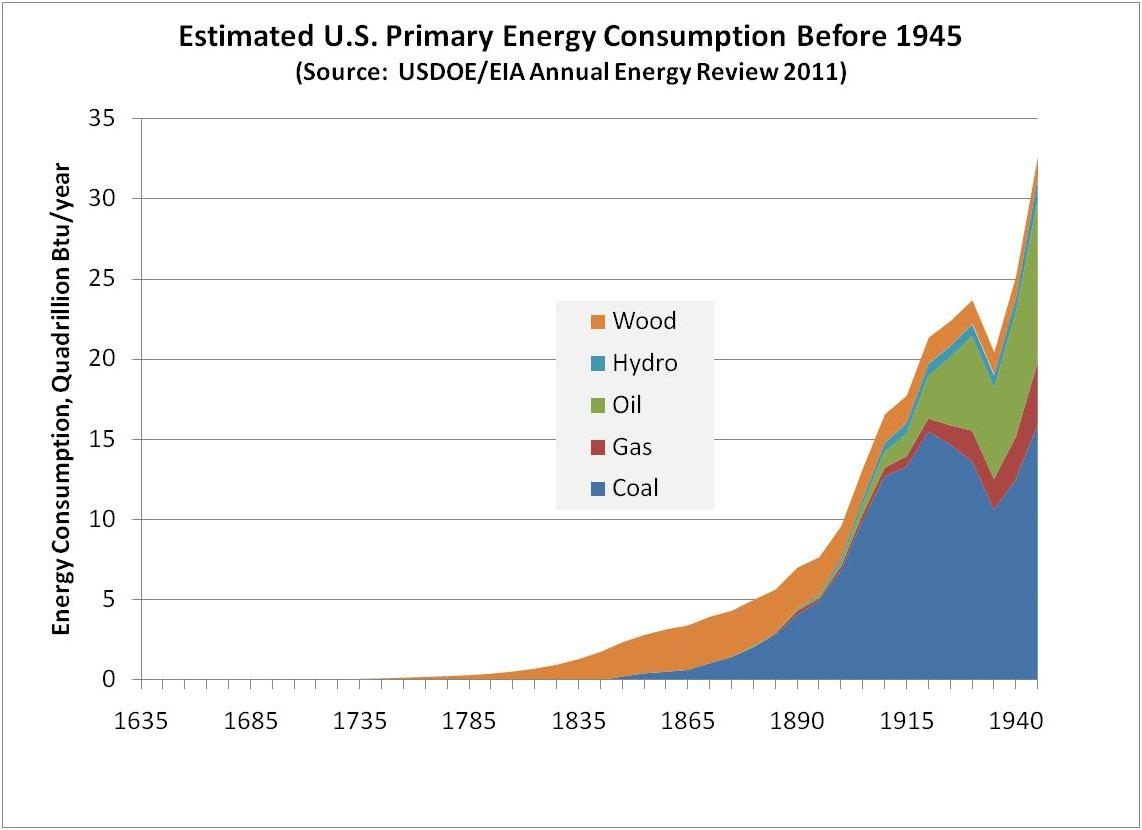 Estimated U.S. Primary Energy Consumption Before 1945
(Source: USDOE/EIA Annual Energy Review 2011)
Energy Consumption, Quadrillion Btu/year
35
30
25
20
15
10
5
0
Wood
Hydro
Oil
Gas
Coal
1635 1685 1735 1785 1835 1865 1890 1915 1940